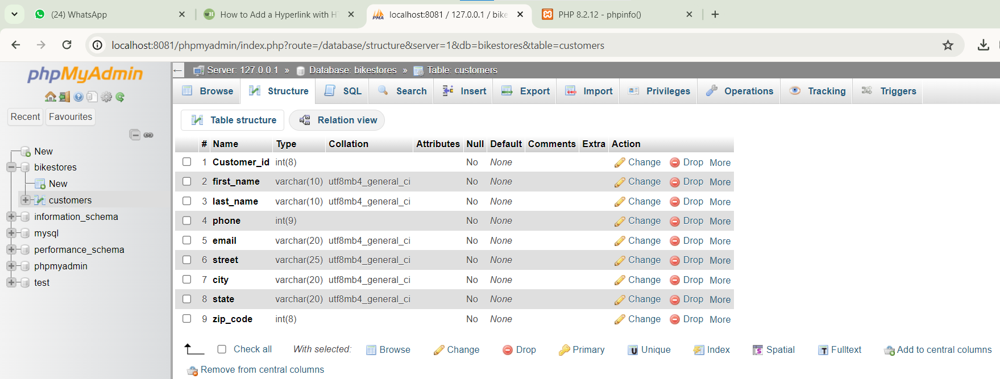 (24) WhatsApp
How to Add a Hyperlink with H
localhost:8081 / 127.0.0.1 / bike
PHP 8.2.12 - phpinfo()
localhost:8081/phpmyadmin/index.php?route=/database/structure&server=1&db=bikestores&table=customers
phpMyAdmin
Recent Favourites
New
bikestores
New
customers
information_schema
mysql
performance_schema
phpmyadmin
test
Server: 127.0.0.1 » Database: bikestores » Table: customers
Browse Structure SQL Search Insert Export Import Privileges Operations Tracking Triggers
Table structure Relation view
# Name Type Collation Attributes Null Default Comments Extra Action
1 Customer_id int(8) No None Change Drop More
2 first_name varchar(10) utf8mb4_general_ci No None Change Drop More
3 last_name varchar(10) utf8mb4_general_ci No None Change Drop More
4 phone int(9) No None Change Drop More
5 email varchar(20) utf8mb4_general_ci No None Change Drop More
6 street varchar(25) utf8mb4_general_ci No None Change Drop More
7 city varchar(20) utf8mb4_general_ci No None Change Drop More
8 state varchar(20) utf8mb4_general_ci No None Change Drop More
9 zip_code int(8) No None Change Drop More
Check all With selected: Browse Change Drop Primary Unique Index Spatial Fulltext Add to central columns
Remove from central columns